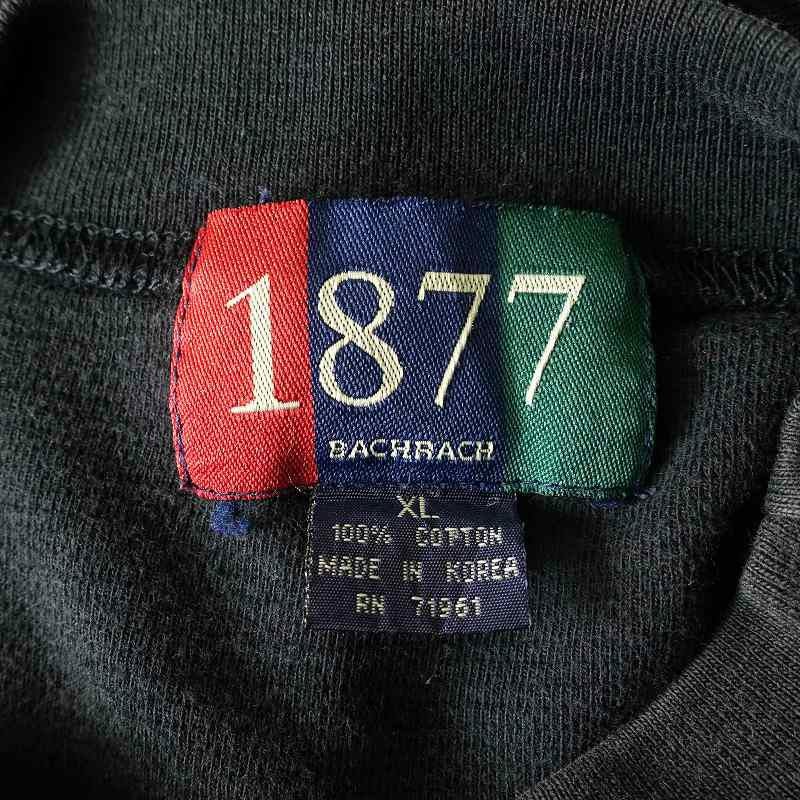 1877
BACHRACH
XL
100% COTTON
MADE IN KOREA
RN 71961